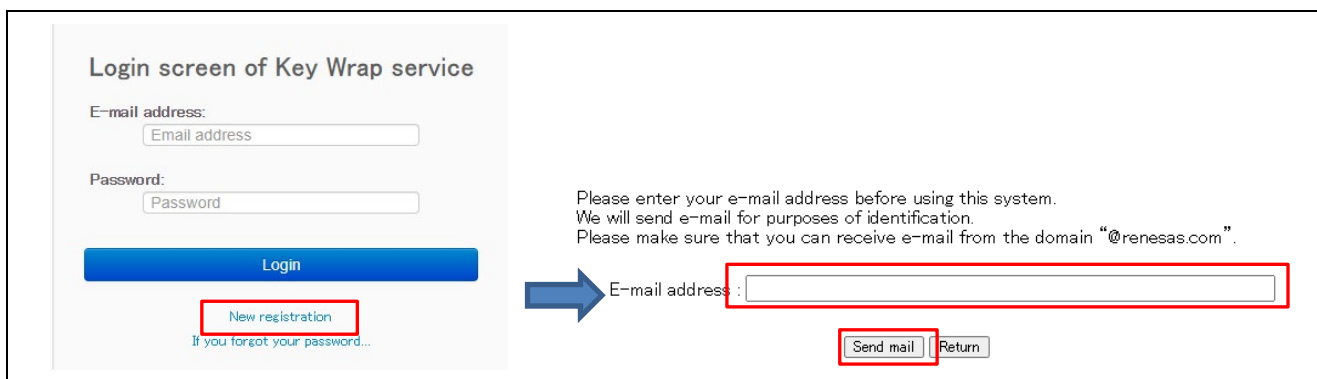 Login screen of Key Wrap service
E-mail address:
Email address
Password:
Password
Login
New registration
If you forgot your password...
Please enter your e-mail address before using this system.
We will send e-mail for purposes of identification.
Please make sure that you can receive e-mail from the domain “@renesas.com”.
E-mail address :
Send mail Return